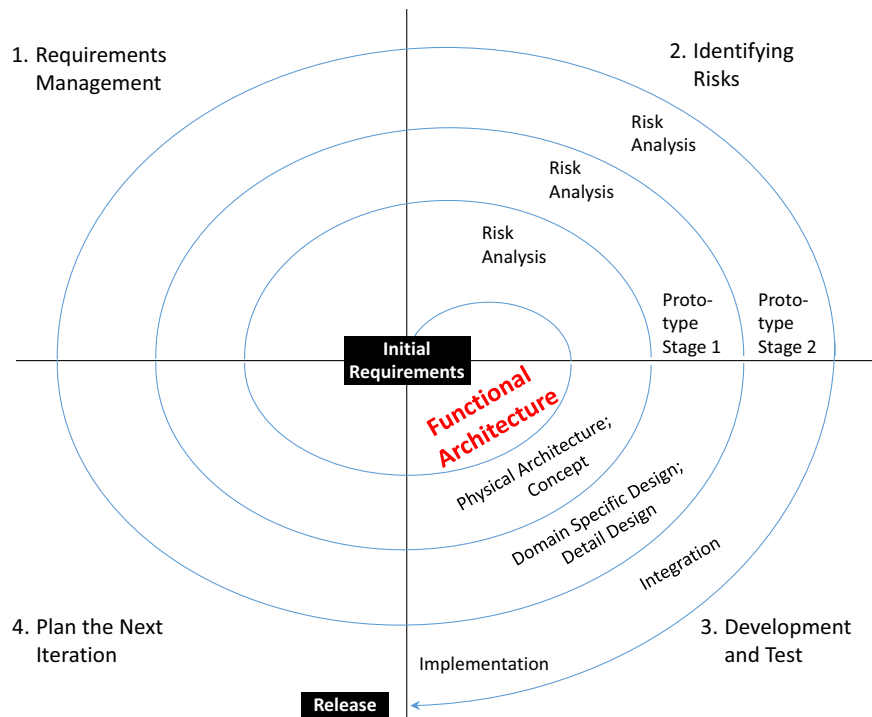 1. Requirements
Management
2. Identifying
Risks
Risk
Analysis
Risk
Analysis
Risk
Analysis
Proto-
type
Stage 1
Proto-
type
Stage 2
Initial
Requirements
Functional
Architecture
Physical Architecture;
Concept
Domain Specific Design;
Detail Design
Integration
4. Plan the Next
Iteration
3. Development
and Test
Implementation
Release